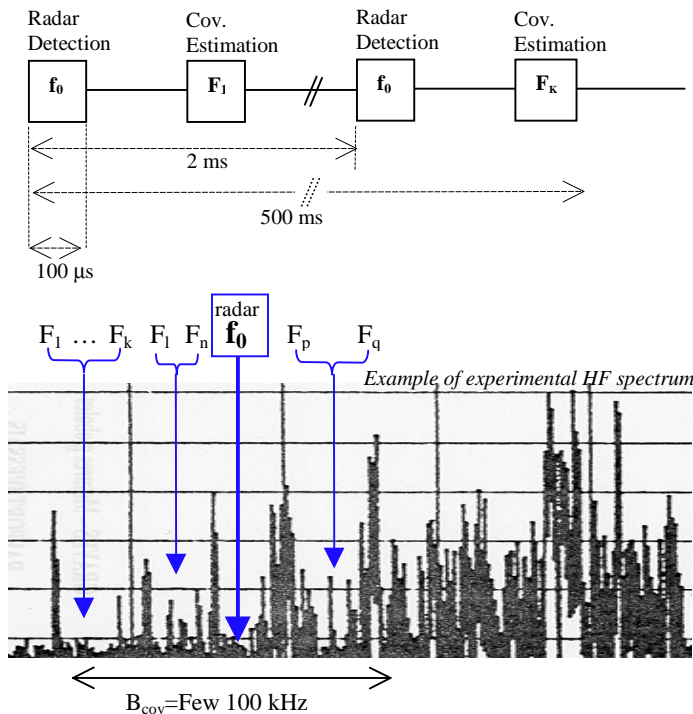 Radar Detection
Cov. Estimation
Radar Detection
Cov. Estimation
f0
F1
f0
FK
2 ms
500 ms
100 μs
F1 … Fk
Fl Fn
radar
f0
Fp Fq
Example of experimental HF spectrum
Bcov=Few 100 kHz